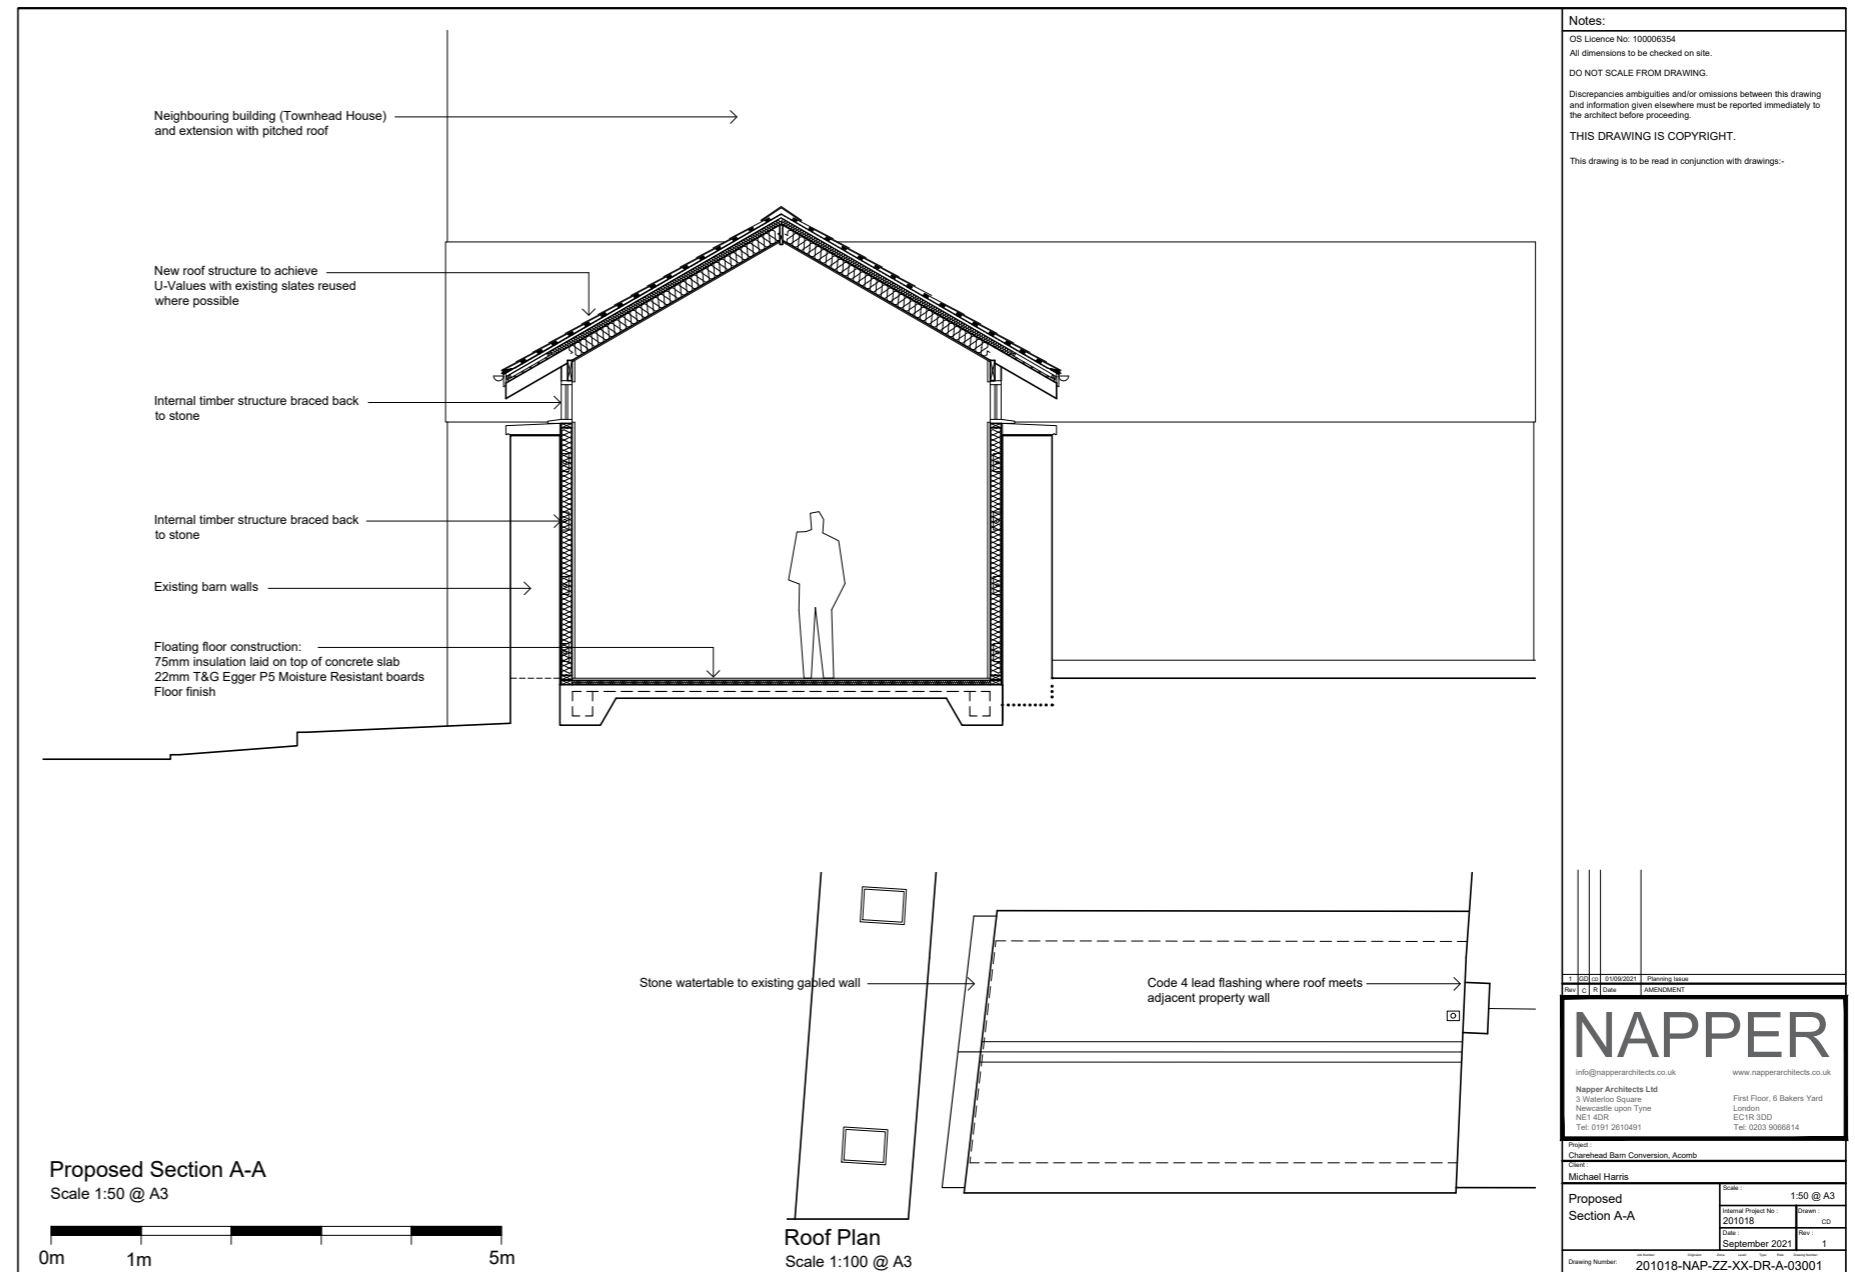 Neighbouring building (Townhead House)
and extension with pitched roof
New roof structure to achieve
U-Values with existing slates reused
where possible
Internal timber structure braced back
to stone
Internal timber structure braced back
to stone
Existing barn walls
Floating floor construction:
75mm insulation laid on top of concrete slab
22mm T&G Egger P5 Moisture Resistant boards
Floor finish
Stone watertable to existing gabled wall
Code 4 lead flashing where roof meets
adjacent property wall
Proposed Section A-A
Scale 1:50 @ A3
0m 1m 5m
Roof Plan
Scale 1:100 @ A3
Notes:
OS Licence No: 100006354
All dimensions to be checked on site.
DO NOT SCALE FROM DRAWING.
Discrepancies ambiguities and/or omissions between this drawing
and information given elsewhere must be reported immediately to
the architect before proceeding.
THIS DRAWING IS COPYRIGHT.
This drawing is to be read in conjunction with drawings:-
1 GD CD 01/09/2021 Planning Issue
Rev C R Date AMENDMENT
NAPPER
info@napperarchitects.co.uk www.napperarchitects.co.uk
Napper Architects Ltd
3 Waterloo Square
Newcastle upon Tyne
NE1 4DR
Tel: 0191 2610491
First Floor, 6 Bakers Yard
London
EC1R 3DD
Tel: 0203 9066814
Project :
Charehead Barn Conversion, Acomb
Client :
Michael Harris
Proposed
Section A-A
Scale :
1:50 @ A3
Internal Project No :
201018
Drawn :
CD
Date :
September 2021
Rev :
1
Drawing Number:
201018-NAP-ZZ-XX-DR-A-03001